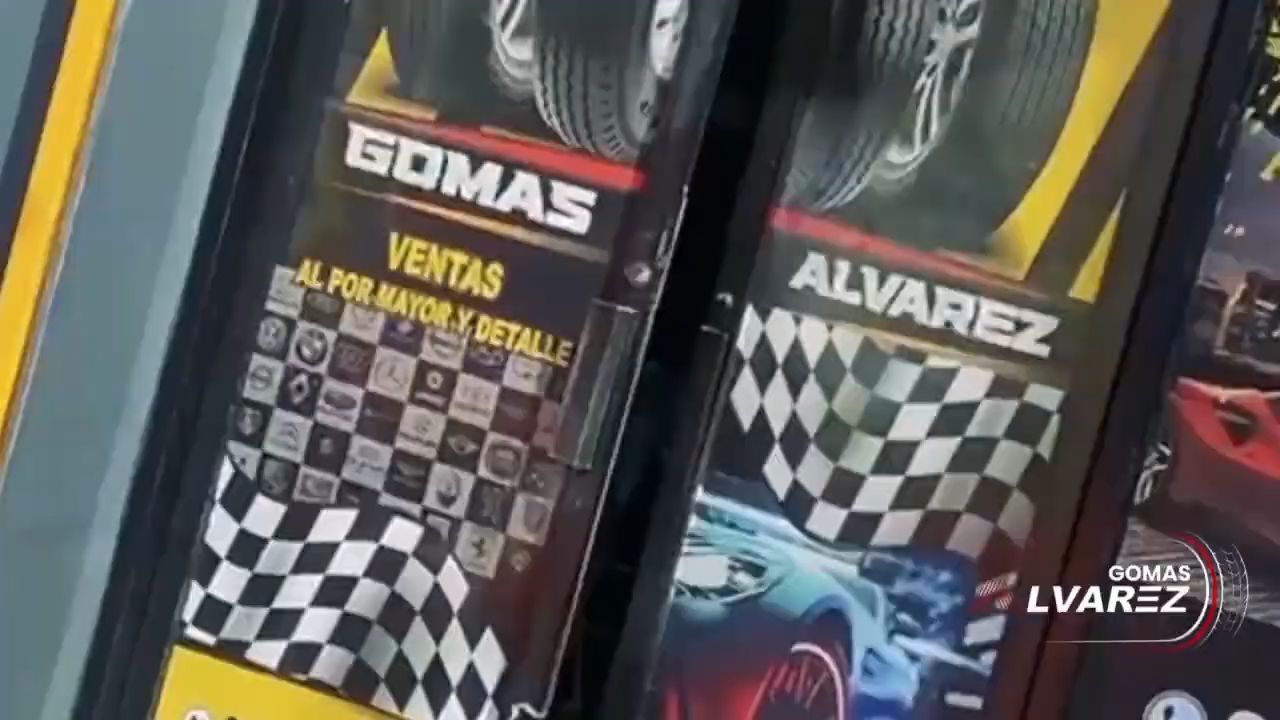 GOMAS
VENTAS
AL POR MAYOR Y DETALLE
ALVAREZ
GOMAS
LVAREZ